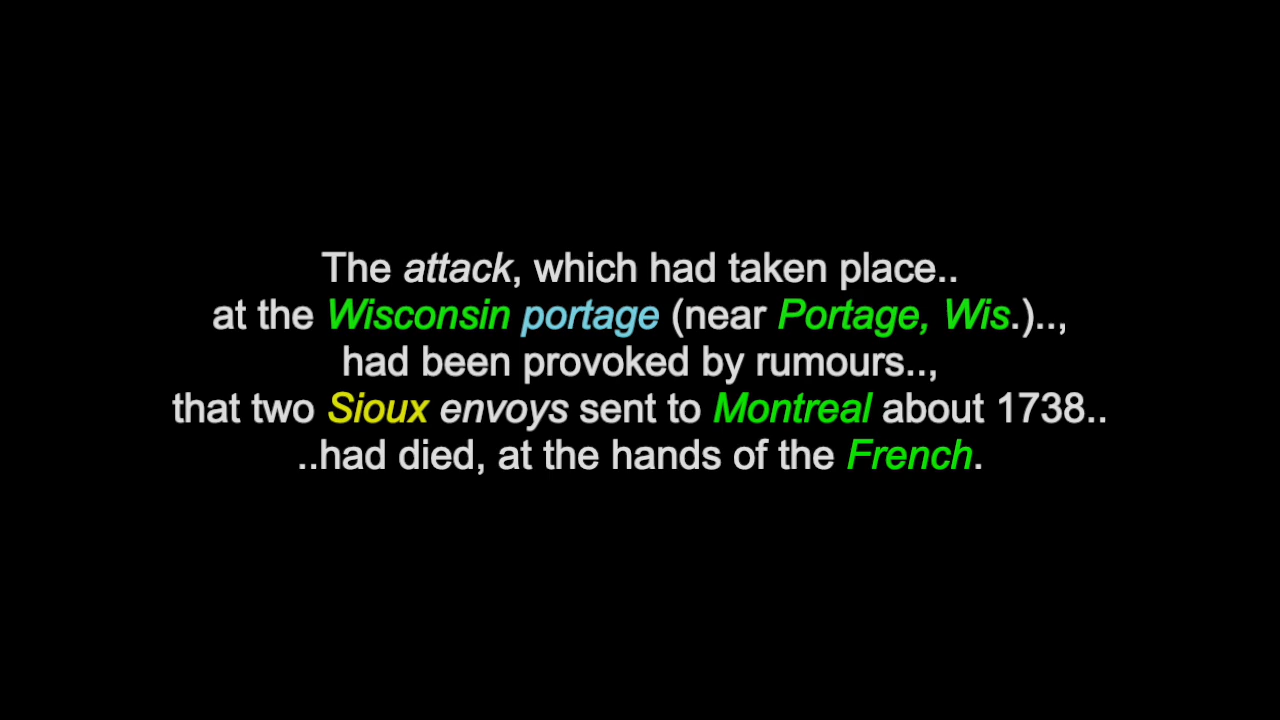 The attack, which had taken place..
at the Wisconsin portage (near Portage, Wis.)..,
had been provoked by rumours..,
that two Sioux envoys sent to Montreal about 1738..
..had died, at the hands of the French.